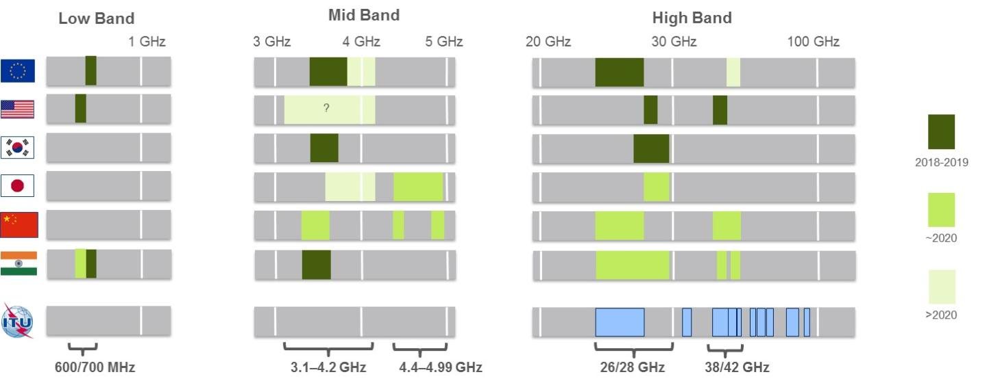 Low Band
Mid Band
High Band
1 GHz
3 GHz
4 GHz
5 GHz
20 GHz
30 GHz
100 GHz
?
2018-2019
~2020
>2020
ITU
600/700 MHz
3.1–4.2 GHz
4.4–4.99 GHz
26/28 GHz
38/42 GHz